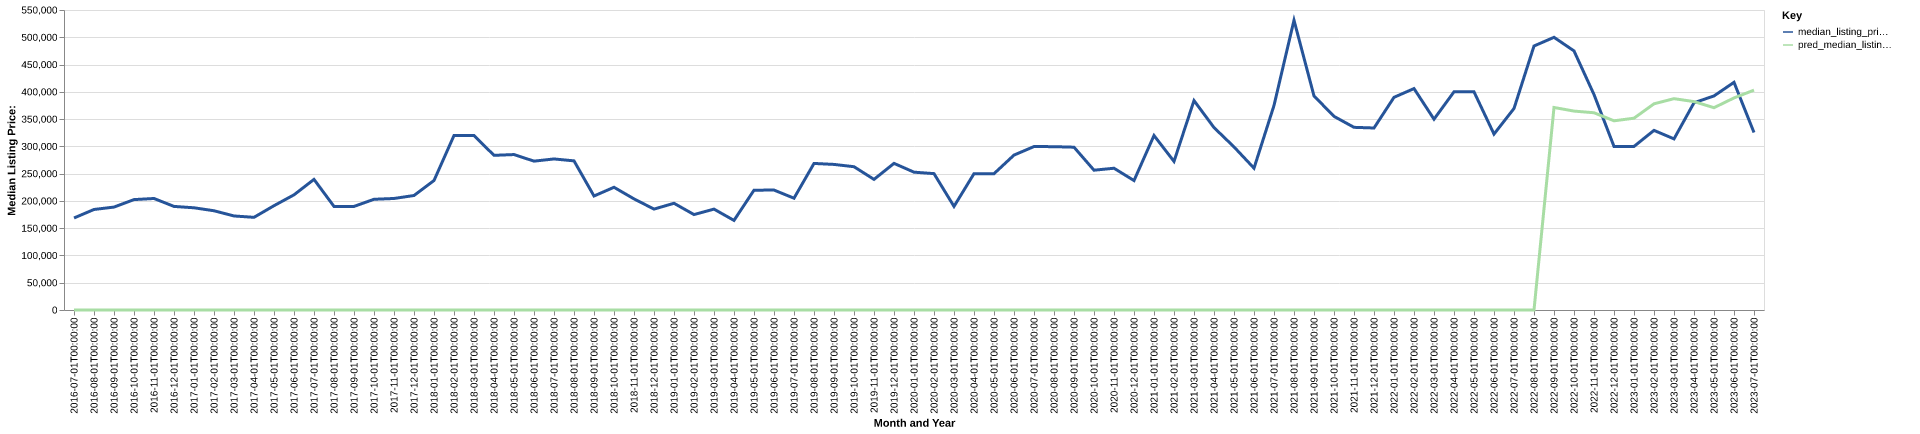 550,000
500,000
450,000
400,000
350,000
300,000
250,000
200,000
150,000
100,000
50,000
0
Median Listing Price:
2016-07-01T00:00:00
2016-08-01T00:00:00
2016-09-01T00:00:00
2016-10-01T00:00:00
2016-11-01T00:00:00
2016-12-01T00:00:00
2017-01-01T00:00:00
2017-02-01T00:00:00
2017-03-01T00:00:00
2017-04-01T00:00:00
2017-05-01T00:00:00
2017-06-01T00:00:00
2017-07-01T00:00:00
2017-08-01T00:00:00
2017-09-01T00:00:00
2017-10-01T00:00:00
2017-11-01T00:00:00
2017-12-01T00:00:00
2018-01-01T00:00:00
2018-02-01T00:00:00
2018-03-01T00:00:00
2018-04-01T00:00:00
2018-05-01T00:00:00
2018-06-01T00:00:00
2018-07-01T00:00:00
2018-08-01T00:00:00
2018-09-01T00:00:00
2018-10-01T00:00:00
2018-11-01T00:00:00
2018-12-01T00:00:00
2019-01-01T00:00:00
2019-02-01T00:00:00
2019-03-01T00:00:00
2019-04-01T00:00:00
2019-05-01T00:00:00
2019-06-01T00:00:00
2019-07-01T00:00:00
2019-08-01T00:00:00
2019-09-01T00:00:00
2019-10-01T00:00:00
2019-11-01T00:00:00
2019-12-01T00:00:00
2020-01-01T00:00:00
2020-02-01T00:00:00
2020-03-01T00:00:00
2020-04-01T00:00:00
2020-05-01T00:00:00
2020-06-01T00:00:00
2020-07-01T00:00:00
2020-08-01T00:00:00
2020-09-01T00:00:00
2020-10-01T00:00:00
2020-11-01T00:00:00
2020-12-01T00:00:00
2021-01-01T00:00:00
2021-02-01T00:00:00
2021-03-01T00:00:00
2021-04-01T00:00:00
2021-05-01T00:00:00
2021-06-01T00:00:00
2021-07-01T00:00:00
2021-08-01T00:00:00
2021-09-01T00:00:00
2021-10-01T00:00:00
2021-11-01T00:00:00
2021-12-01T00:00:00
2022-01-01T00:00:00
2022-02-01T00:00:00
2022-03-01T00:00:00
2022-04-01T00:00:00
2022-05-01T00:00:00
2022-06-01T00:00:00
2022-07-01T00:00:00
2022-08-01T00:00:00
2022-09-01T00:00:00
2022-10-01T00:00:00
2022-11-01T00:00:00
2022-12-01T00:00:00
2023-01-01T00:00:00
2023-02-01T00:00:00
2023-03-01T00:00:00
2023-04-01T00:00:00
2023-05-01T00:00:00
2023-06-01T00:00:00
2023-07-01T00:00:00
Month and Year
Key
median_listing_pri…
pred_median_listin…